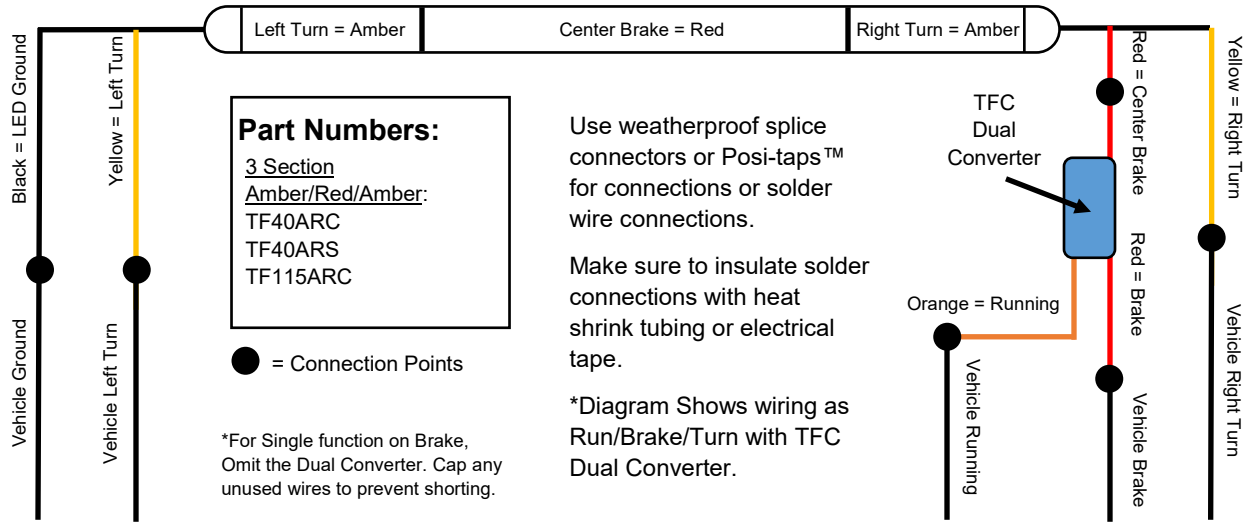 Left Turn = Amber
Center Brake = Red
Right Turn = Amber
Black = LED Ground
Yellow = Left Turn
Vehicle Ground
Vehicle Left Turn
Part Numbers:
3 Section
Amber/Red/Amber:
TF40ARC
TF40ARS
TF115ARC
= Connection Points
*For Single function on Brake,
Omit the Dual Converter. Cap any
unused wires to prevent shorting.
Use weatherproof splice
connectors or Posi-taps™
for connections or solder
wire connections.
Make sure to insulate solder
connections with heat
shrink tubing or electrical
tape.
*Diagram Shows wiring as
Run/Brake/Turn with TFC
Dual Converter.
TFC
Dual
Converter
Orange = Running
Vehicle Running
Red = Center Brake
Red = Brake
Vehicle Brake
Yellow = Right Turn
Vehicle Right Turn